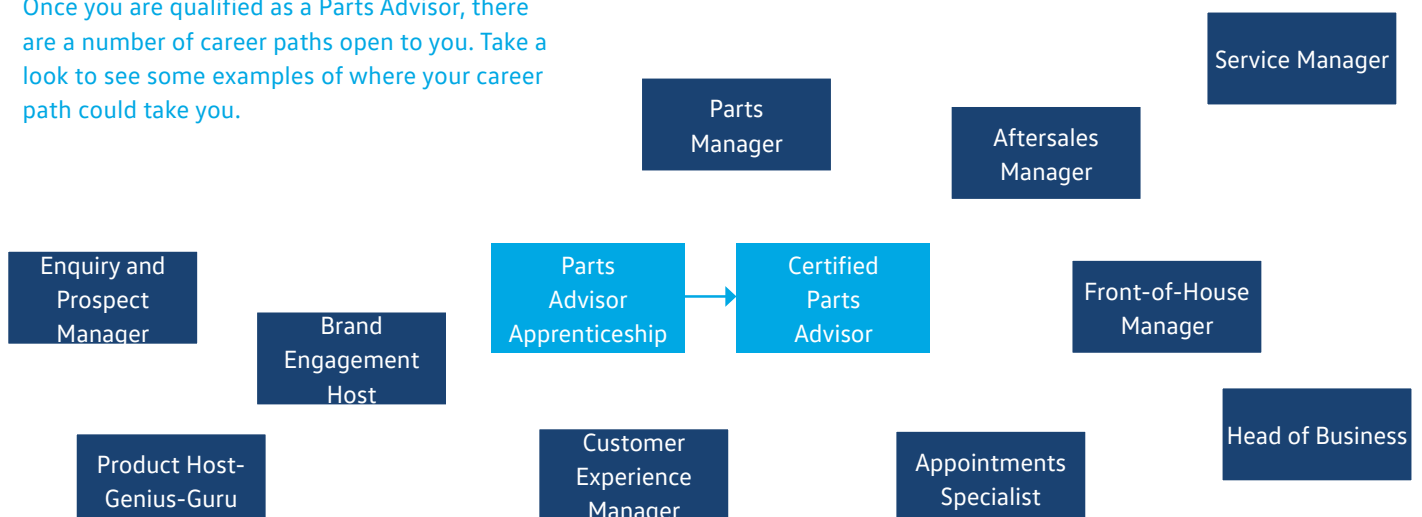 Once you are qualified as a Parts Advisor, there
are a number of career paths open to you. Take a
look to see some examples of where your career
path could take you.
Service Manager
Parts
Manager
Aftersales
Manager
Enquiry and
Prospect
Manager
Brand
Engagement
Host
Parts
Advisor
Apprenticeship
Certified
Parts
Advisor
Front-of-House
Manager
Head of Business
Product Host-
Genius-Guru
Customer
Experience
Manager
Appointments
Specialist